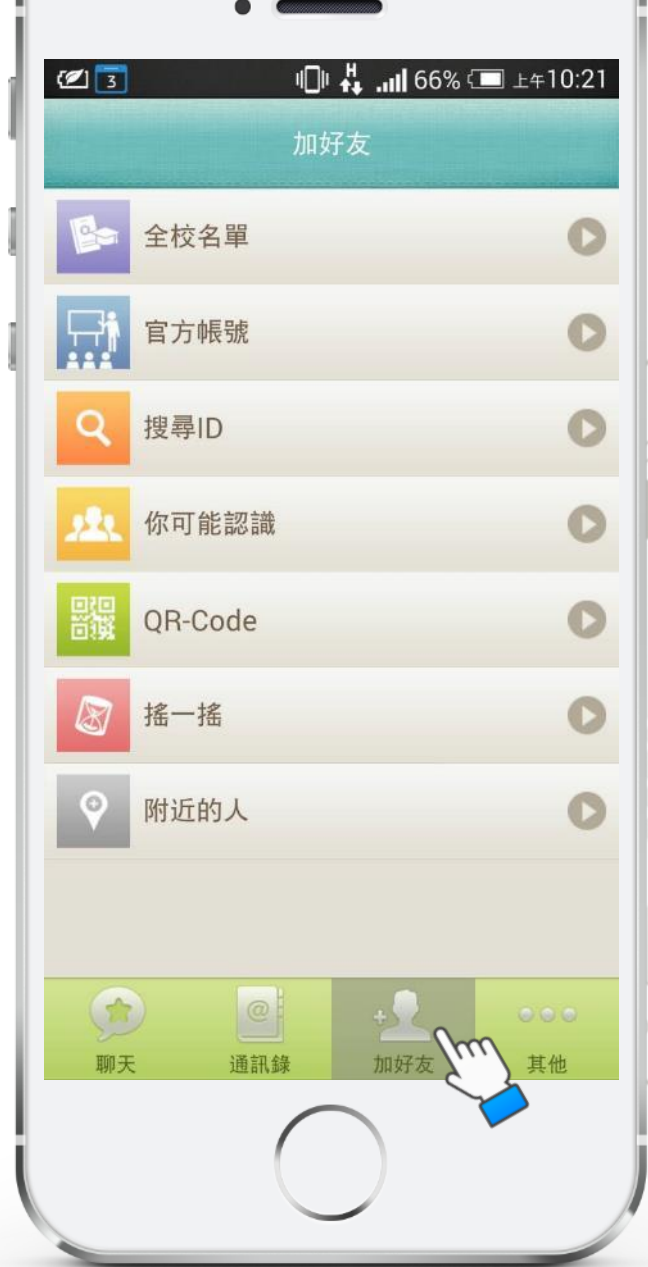 3
H
66%
上午10:21
加好友
全校名單
官方帳號
搜尋ID
你可能認識
QR-Code
搖一搖
附近的人
聊天
通訊錄
加好友
其他